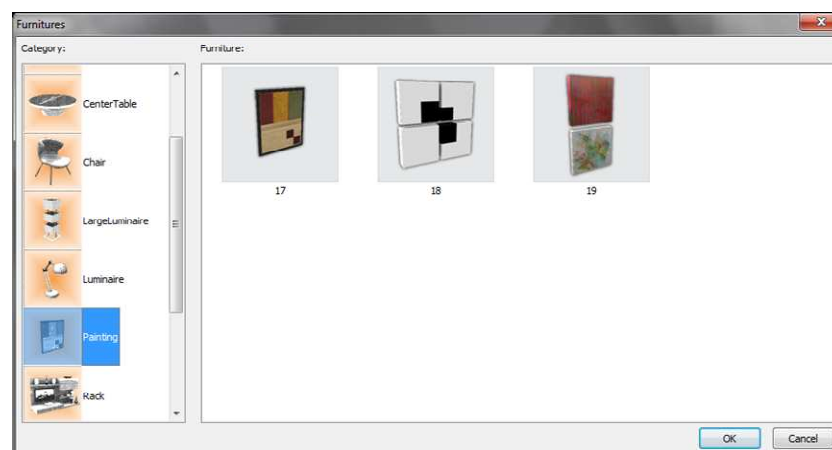 Furnitures
Category:
Furniture:
CenterTable
Chair
LargeLuminaire
Luminaire
Painting
Rack
17
18
19
OK
Cancel